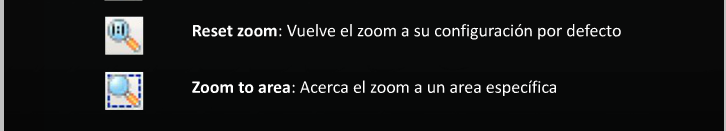 Reset zoom: Vuelve el zoom a su configuración por defecto
Zoom to area: Acerca el zoom a un area específica